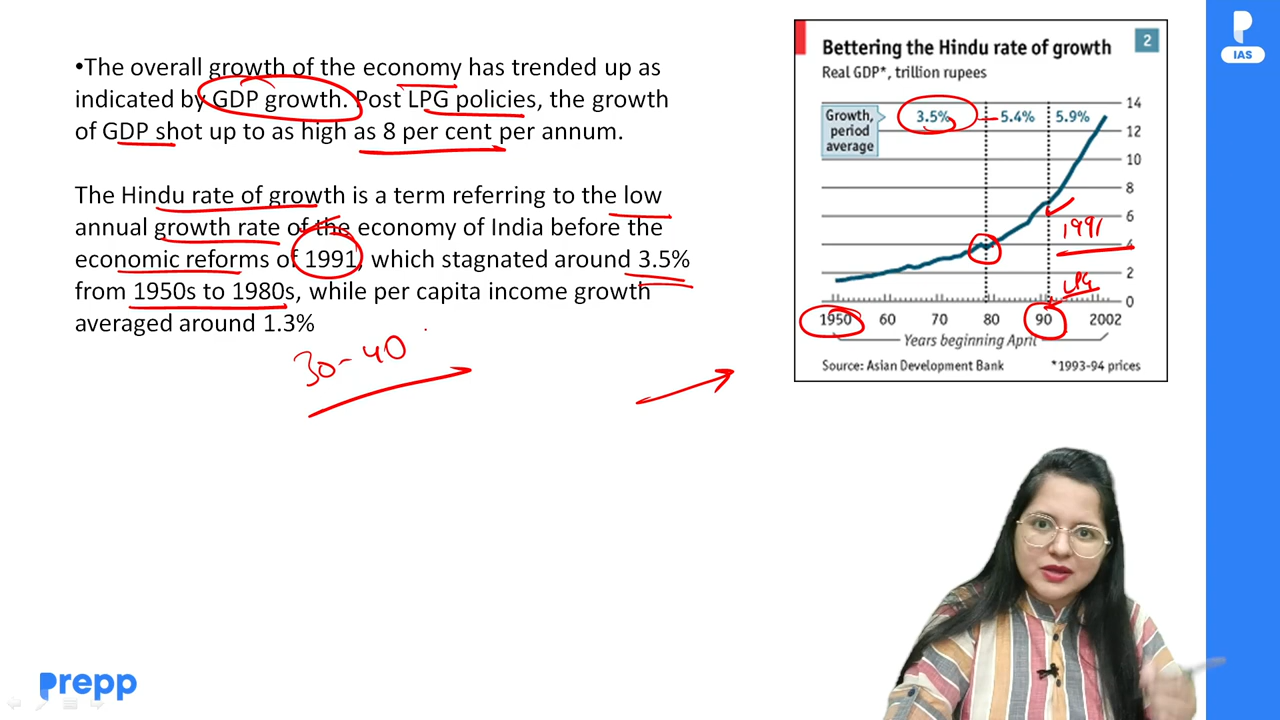 •The overall growth of the economy has trended up as
indicated by GDP growth. Post LPG policies, the growth
of GDP shot up to as high as 8 per cent per annum.
The Hindu rate of growth is a term referring to the low
annual growth rate of the economy of India before the
economic reforms of 1991, which stagnated around 3.5%
from 1950s to 1980s, while per capita income growth
averaged around 1.3%
30-40
Bettering the Hindu rate of growth
2
Real GDP*, trillion rupees
Growth,
period
average
3.5%
5.4%
5.9%
14
12
10
8
6
4
2
0
1991
LPG
1950 60 70 80 90 2002
Years beginning April
Source: Asian Development Bank
*1993-94 prices
IAS
prepp